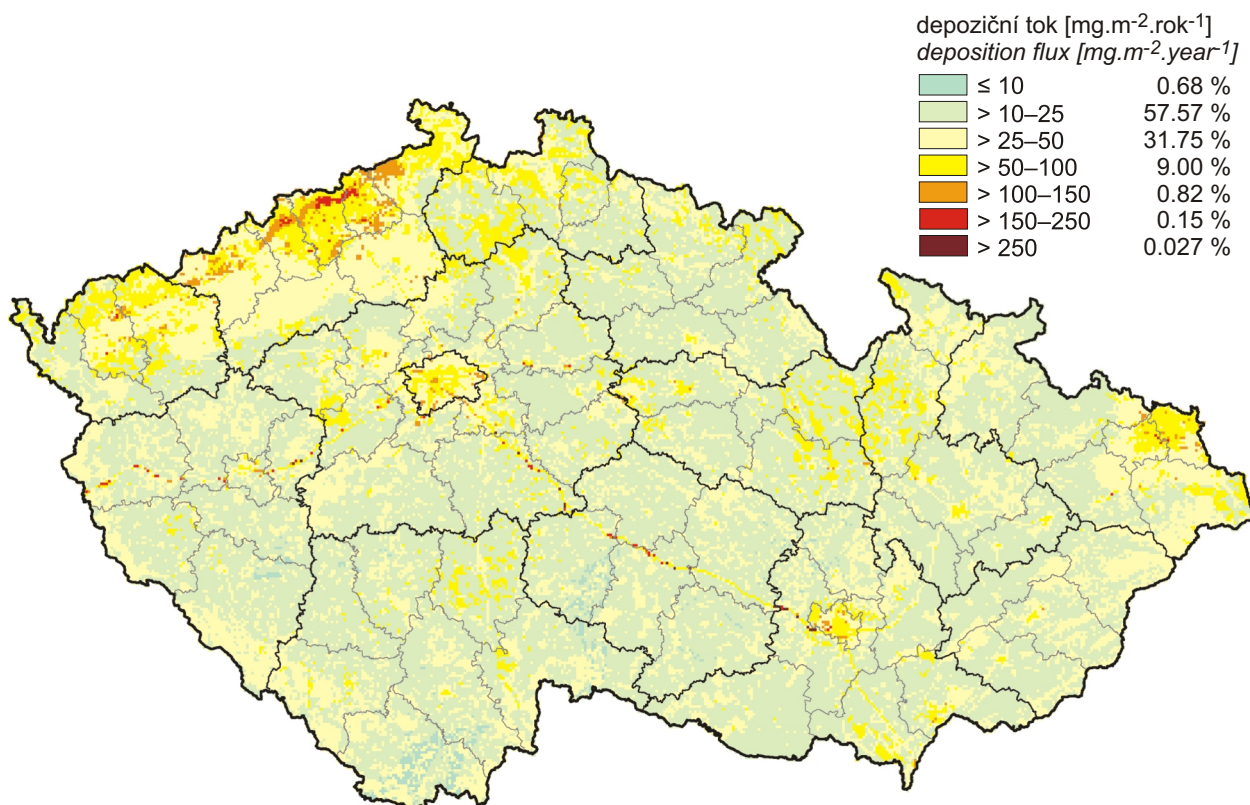 depoziční tok [mg.m-2.rok-1]
deposition flux [mg.m-2.year-1]
≤ 10 0.68 %
> 10–25 57.57 %
> 25–50 31.75 %
> 50–100 9.00 %
> 100–150 0.82 %
> 150–250 0.15 %
> 250 0.027 %